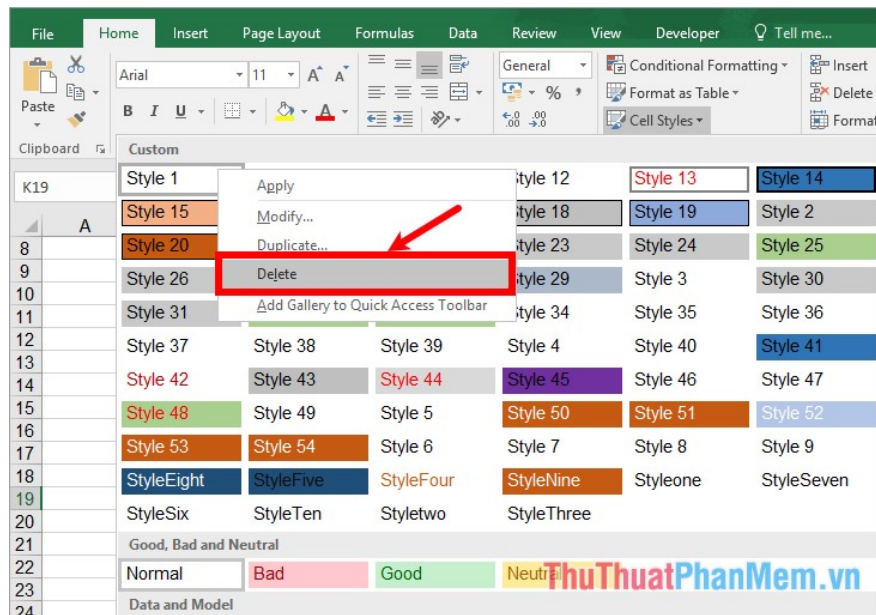 File Home Insert Page Layout Formulas Data Review View Developer Tell me...
Arial 11 A A General Conditional Formatting Insert
Paste B I U A % , Format as Table Delete
.00 .00 Cell Styles Format
Clipboard Custom
K19 Style 1 Apply Style 12 Style 13 Style 14
A Style 15 Modify... Style 18 Style 19 Style 2
8 Style 20 Duplicate... Style 23 Style 24 Style 25
9 Style 26 Delete Style 29 Style 3 Style 30
10
11 Style 31 Add Gallery to Quick Access Toolbar Style 34 Style 35 Style 36
12 Style 37 Style 38 Style 39 Style 4 Style 40 Style 41
13
14 Style 42 Style 43 Style 44 Style 45 Style 46 Style 47
15 Style 48 Style 49 Style 5 Style 50 Style 51 Style 52
16
17 Style 53 Style 54 Style 6 Style 7 Style 8 Style 9
18 StyleEight StyleFive StyleFour StyleNine Styleone StyleSeven
19
20 StyleSix StyleTen Styletwo StyleThree
21 Good, Bad and Neutral
22 Normal Bad Good Neutral ThuThuatPhanMem.vn
23
24 Data and Model